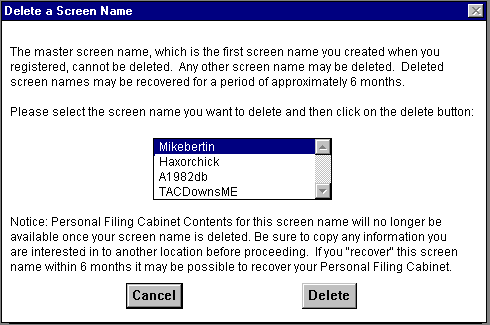 Delete a Screen Name
The master screen name, which is the first screen name you created when you
registered, cannot be deleted.  Any other screen name may be deleted.  Deleted
screen names may be recovered for a period of approximately 6 months.
Please select the screen name you want to delete and then click on the delete button:
Mikebertin
Haxorchick
A1982db
TACDownsME
Notice: Personal Filing Cabinet Contents for this screen name will no longer be
available once your screen name is deleted. Be sure to copy any information you
are interested in to another location before proceeding.  If you "recover" this screen
name within 6 months it may be possible to recover your Personal Filing Cabinet.
Cancel Delete